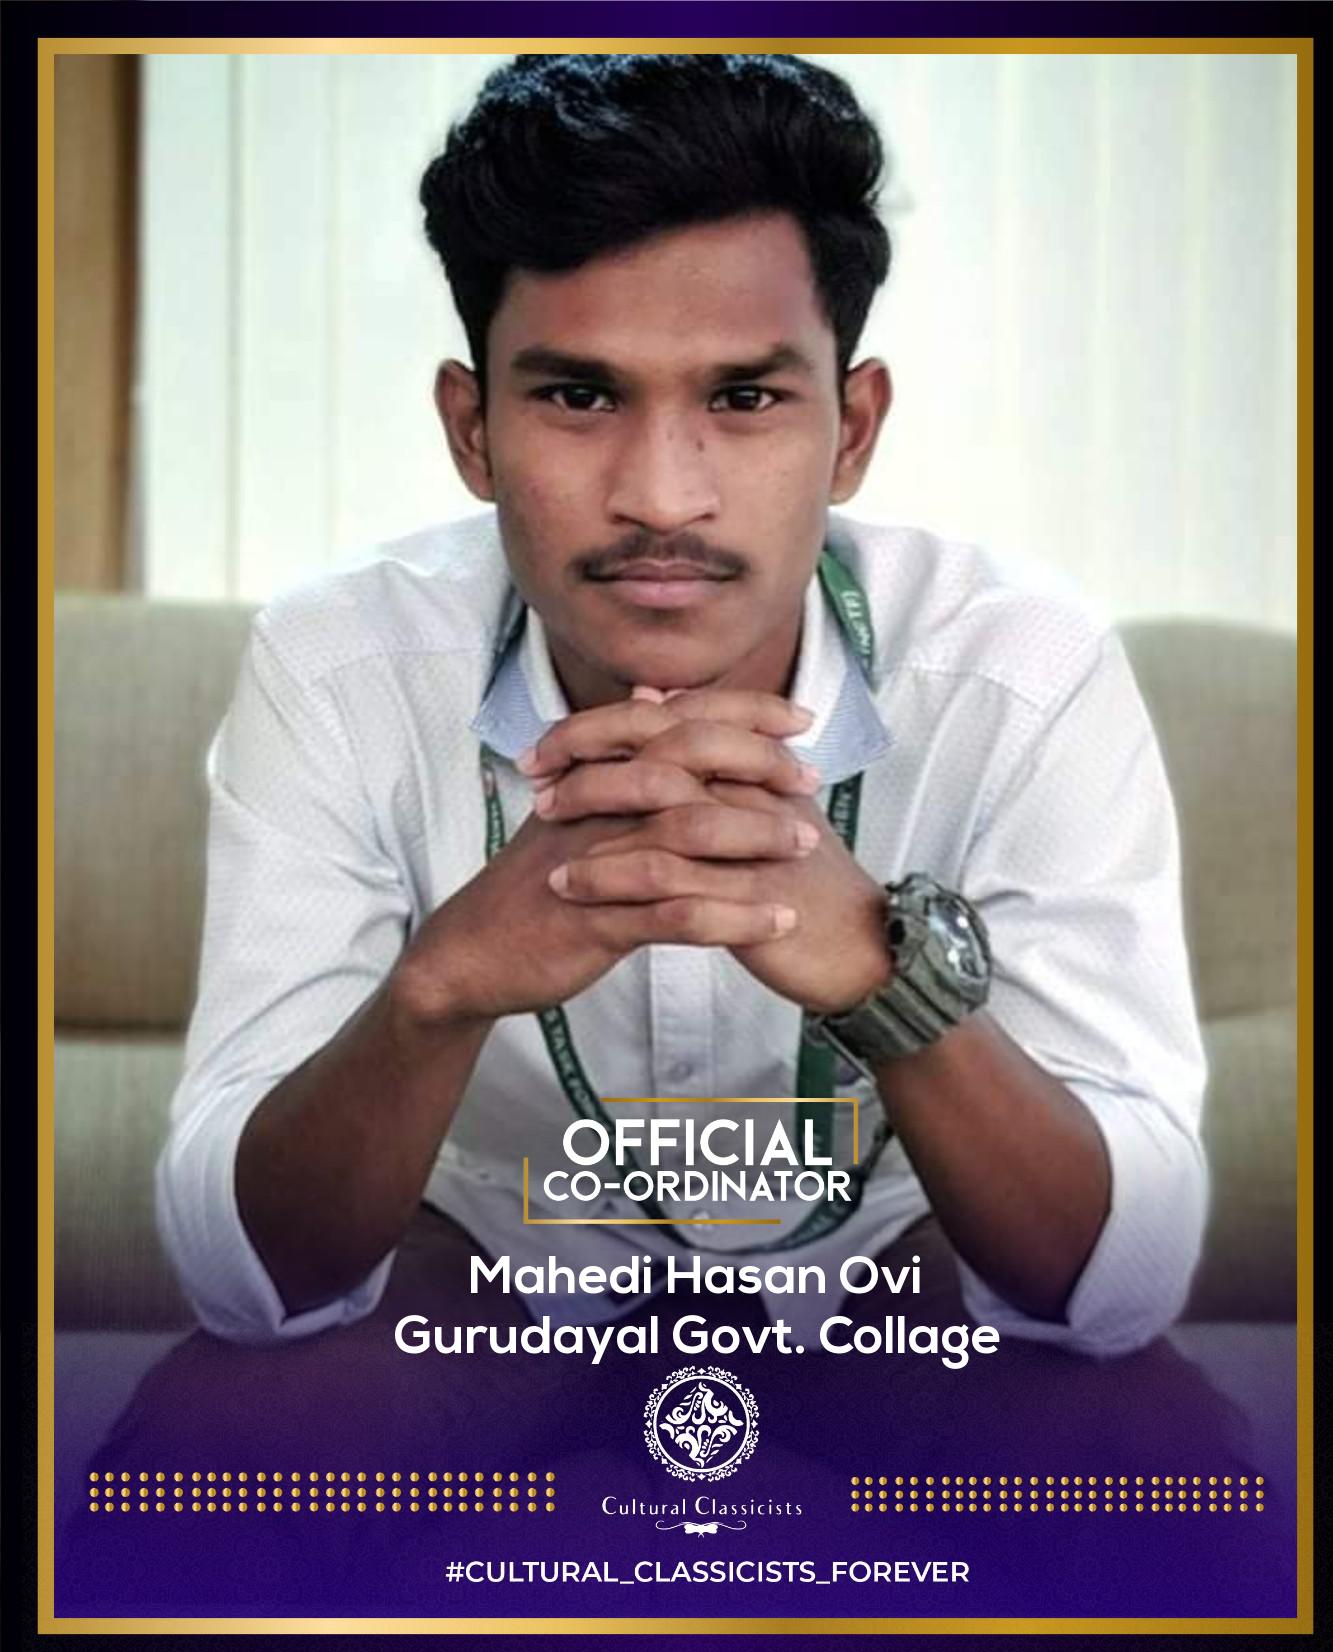 OFFICIAL
CO-ORDINATOR
Mahedi Hasan Ovi
Gurudayal Govt. Collage
Cultural Classicists
#CULTURAL_CLASSICISTS_FOREVER